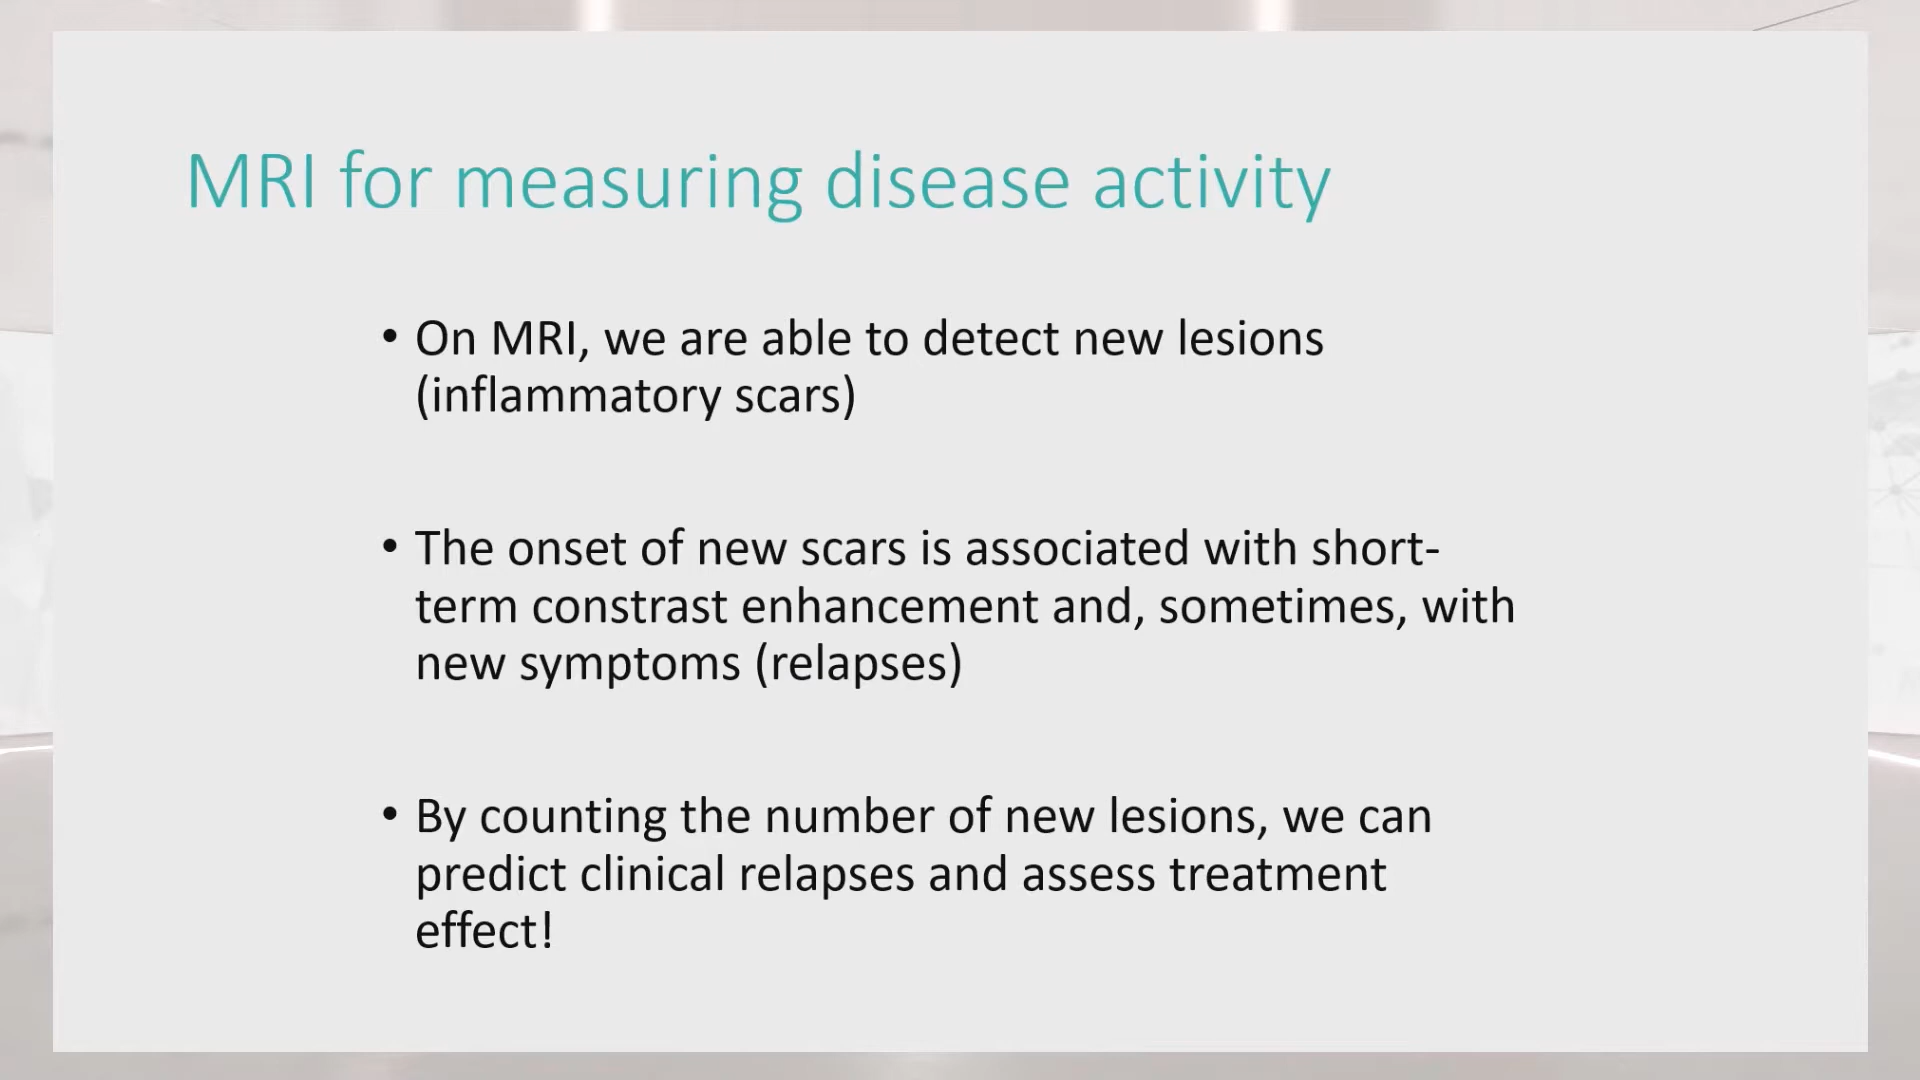 MRI for measuring disease activity
• On MRI, we are able to detect new lesions
(inflammatory scars)
• The onset of new scars is associated with short-
term constrast enhancement and, sometimes, with
new symptoms (relapses)
• By counting the number of new lesions, we can
predict clinical relapses and assess treatment
effect!